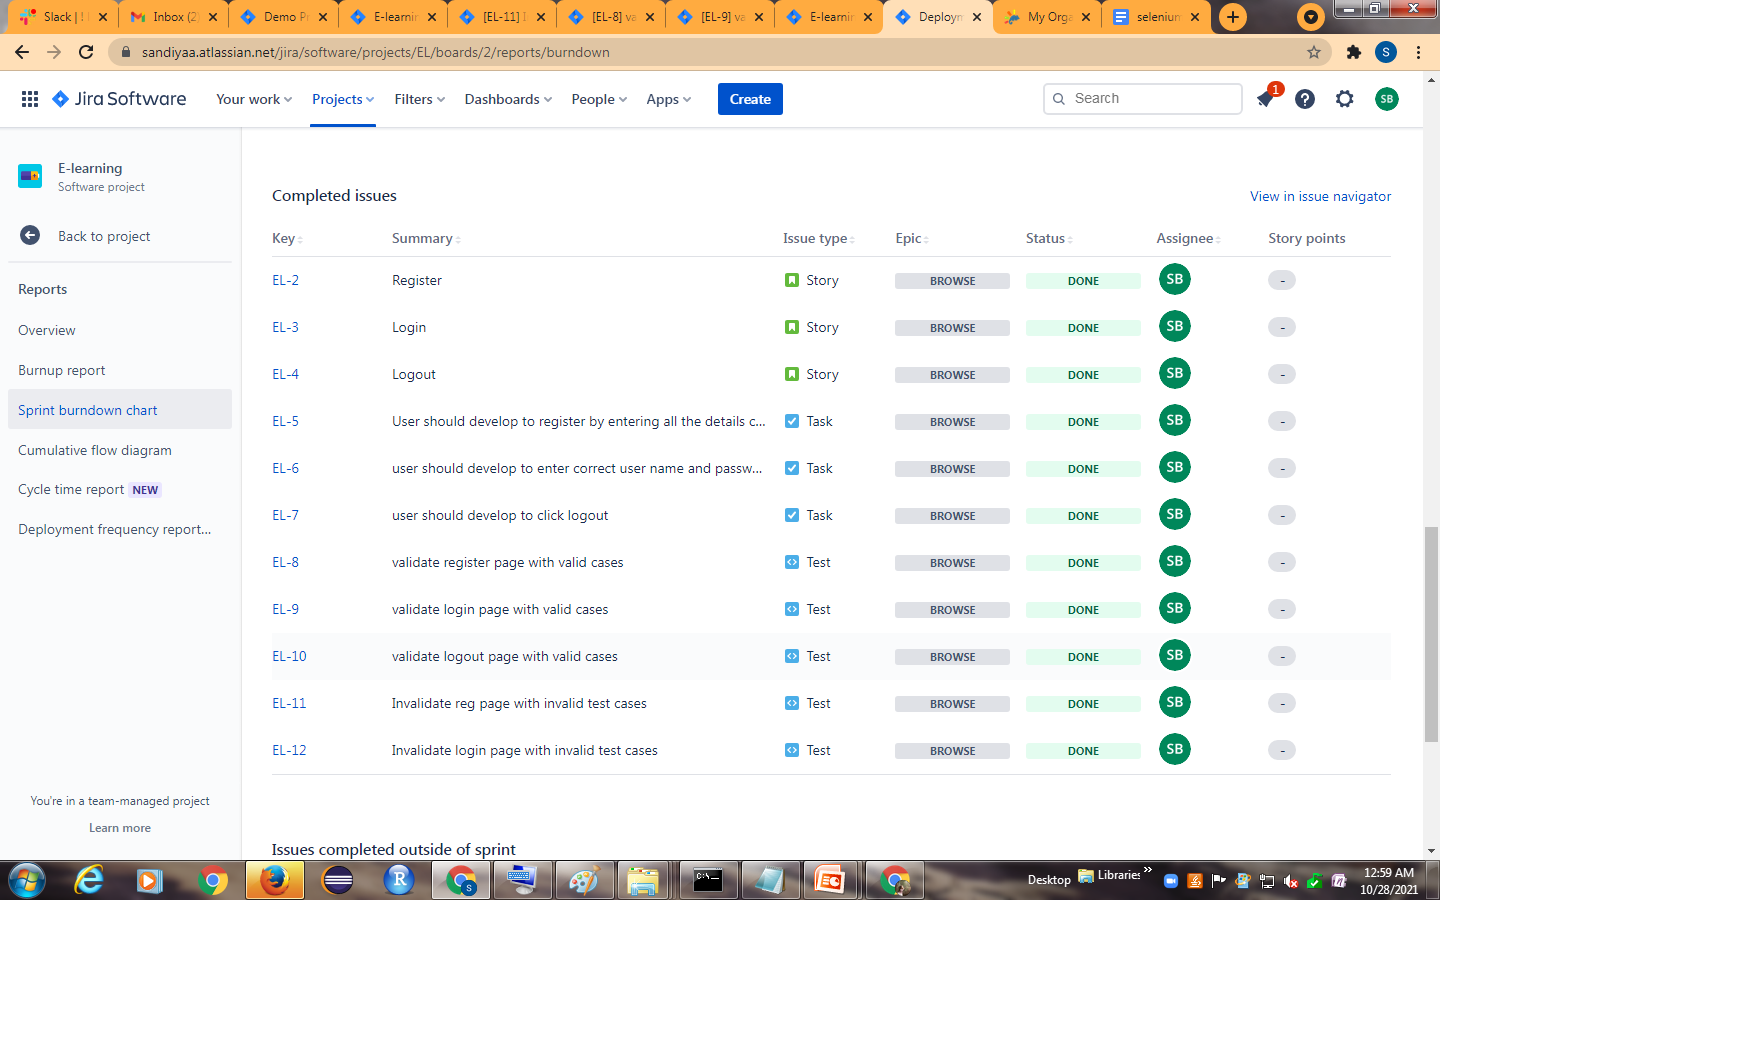 Slack | ! Inbox (2) Demo Pr E-learnin [EL-11] I [EL-8] va [EL-9] va E-learnin Deploym My Orga selenium
sandiyaa.atlassian.net/jira/software/projects/EL/boards/2/reports/burndown S
Jira Software Your work Projects Filters Dashboards People Apps Create Search 1 SB
E-learning
Software project
Back to project
Reports
Overview
Burnup report
Sprint burndown chart
Cumulative flow diagram
Cycle time report NEW
Deployment frequency report...
You're in a team-managed project
Learn more
Completed issues View in issue navigator
Key Summary Issue type Epic Status Assignee Story points
EL-2 Register Story BROWSE DONE SB -
EL-3 Login Story BROWSE DONE SB -
EL-4 Logout Story BROWSE DONE SB -
EL-5 User should develop to register by entering all the details c... Task BROWSE DONE SB -
EL-6 user should develop to enter correct user name and passw... Task BROWSE DONE SB -
EL-7 user should develop to click logout Task BROWSE DONE SB -
EL-8 validate register page with valid cases Test BROWSE DONE SB -
EL-9 validate login page with valid cases Test BROWSE DONE SB -
EL-10 validate logout page with valid cases Test BROWSE DONE SB -
EL-11 Invalidate reg page with invalid test cases Test BROWSE DONE SB -
EL-12 Invalidate login page with invalid test cases Test BROWSE DONE SB -
Issues completed outside of sprint
Desktop Libraries 12:59 AM
10/28/2021